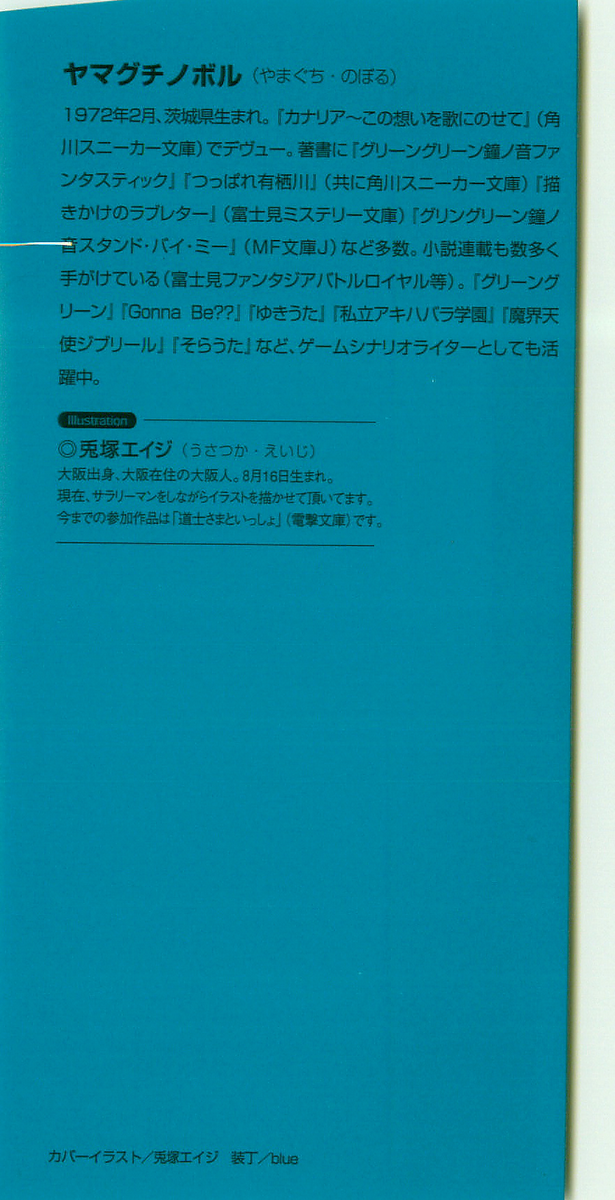 ヤマグチノボル（やまぐち・のぼる）
1972年2月、茨城県生まれ。『カナリア〜この想いを歌にのせて』（角
川スニーカー文庫）でデヴュー。著書に『グリーングリーン鐘ノ音ファ
ンタスティック』『つっぱれ有栖川』（共に角川スニーカー文庫）『描
きかけのラブレター』（富士見ミステリー文庫）『グリングリーン鐘ノ
音スタンド・バイ・ミー』（MF文庫J）など多数。小説連載も数多く
手がけている（富士見ファンタジアバトルロイヤル等）。『グリーング
リーン』『Gonna Be??』『ゆきうた』『私立アキハバラ学園』『魔界天
使ジブリール』『そらうた』など、ゲームシナリオライターとしても活
躍中。
Illustration
◎兎塚エイジ（うさつか・えいじ）
大阪出身、大阪在住の大阪人。8月16日生まれ。
現在、サラリーマンをしながらイラストを描かせて頂いてます。
今までの参加作品は「道士さまといっしょ」（電撃文庫）です。
カバーイラスト／兎塚エイジ　装丁／blue